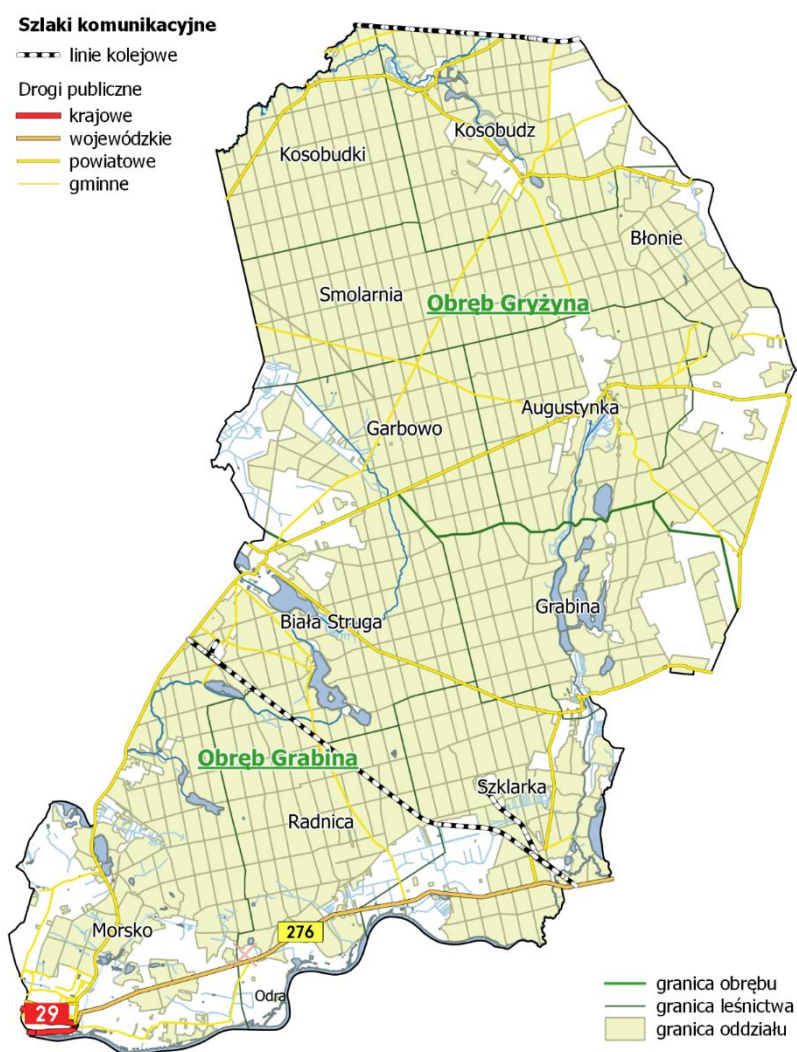 Szlaki komunikacyjne
linie kolejowe
Drogi publiczne
krajowe
wojewódzkie
powiatowe
gminne
Kosobudz
Kosobudki
Błonie
Smolarnia
Obręb Gryżyna
Augustynka
Garbowo
Grabina
Biała Struga
Obręb Grabina
Szklarka
Radnica
Morsko
276
Odra
29
granica obrębu
granica leśnictwa
granica oddziału